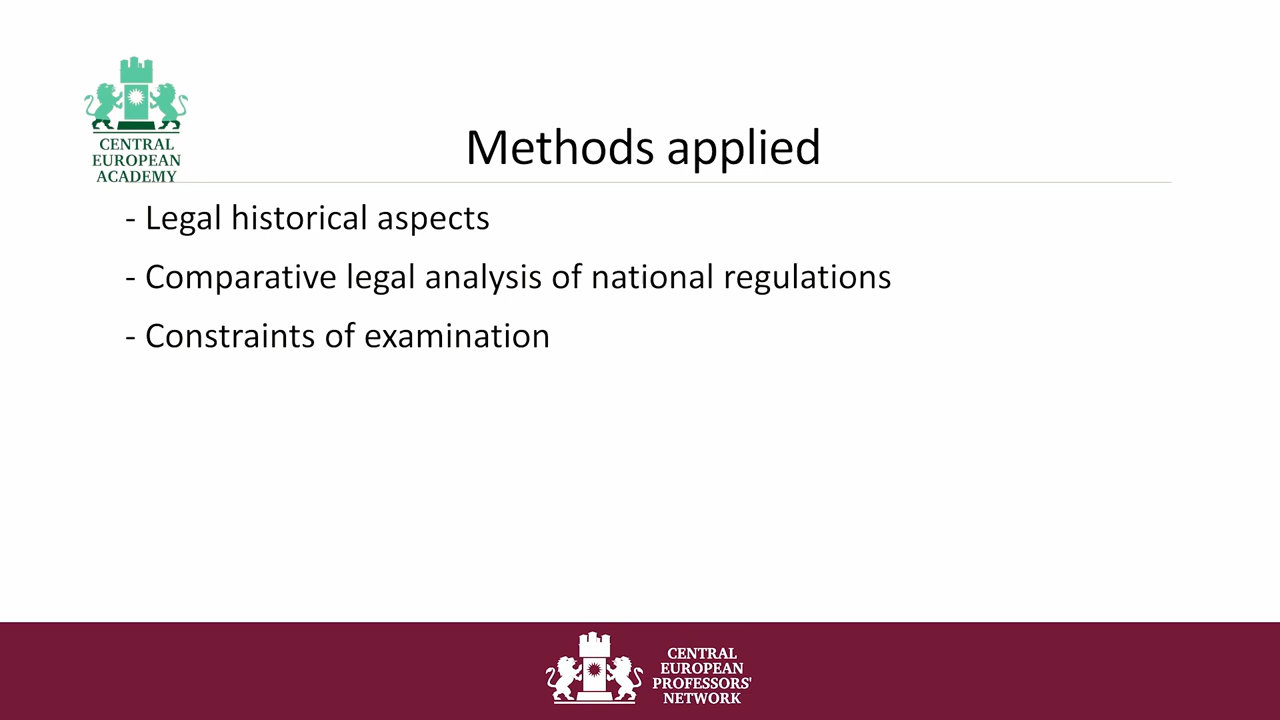 CENTRAL
EUROPEAN
ACADEMY
Methods applied
- Legal historical aspects
- Comparative legal analysis of national regulations
- Constraints of examination
CENTRAL
EUROPEAN
PROFESSORS'
NETWORK